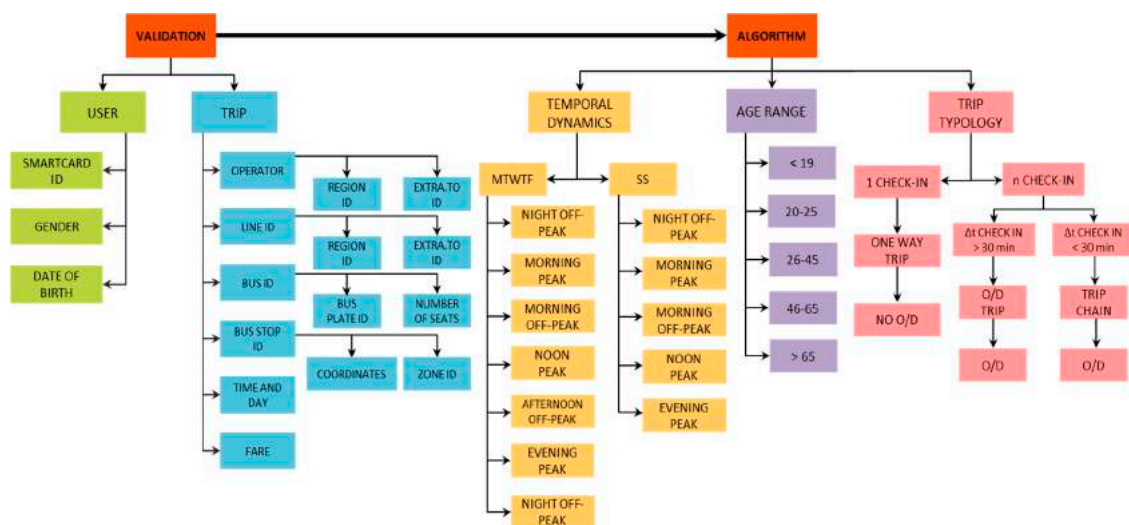 VALIDATION
ALGORITHM
USER
TRIP
TEMPORAL
DYNAMICS
AGE RANGE
TRIP
TYPOLOGY
SMARTCARD
ID
GENDER
DATE OF
BIRTH
OPERATOR
REGION
ID
EXTRA.TO
ID
LINE ID
REGION
ID
EXTRA.TO
ID
BUS ID
BUS
PLATE ID
NUMBER
OF SEATS
BUS STOP
ID
COORDINATES
ZONE ID
TIME AND
DAY
FARE
MTWTF
SS
NIGHT OFF-
PEAK
MORNING
PEAK
MORNING
OFF-PEAK
NOON
PEAK
AFTERNOON
OFF-PEAK
EVENING
PEAK
NIGHT OFF-
PEAK
NIGHT OFF-
PEAK
MORNING
PEAK
MORNING
OFF-PEAK
NOON
PEAK
EVENING
PEAK
< 19
20-25
26-45
46-65
> 65
1 CHECK-IN
n CHECK-IN
ONE WAY
TRIP
NO O/D
Δt CHECK IN
> 30 min
O/D
TRIP
O/D
Δt CHECK IN
< 30 min
TRIP
CHAIN
O/D